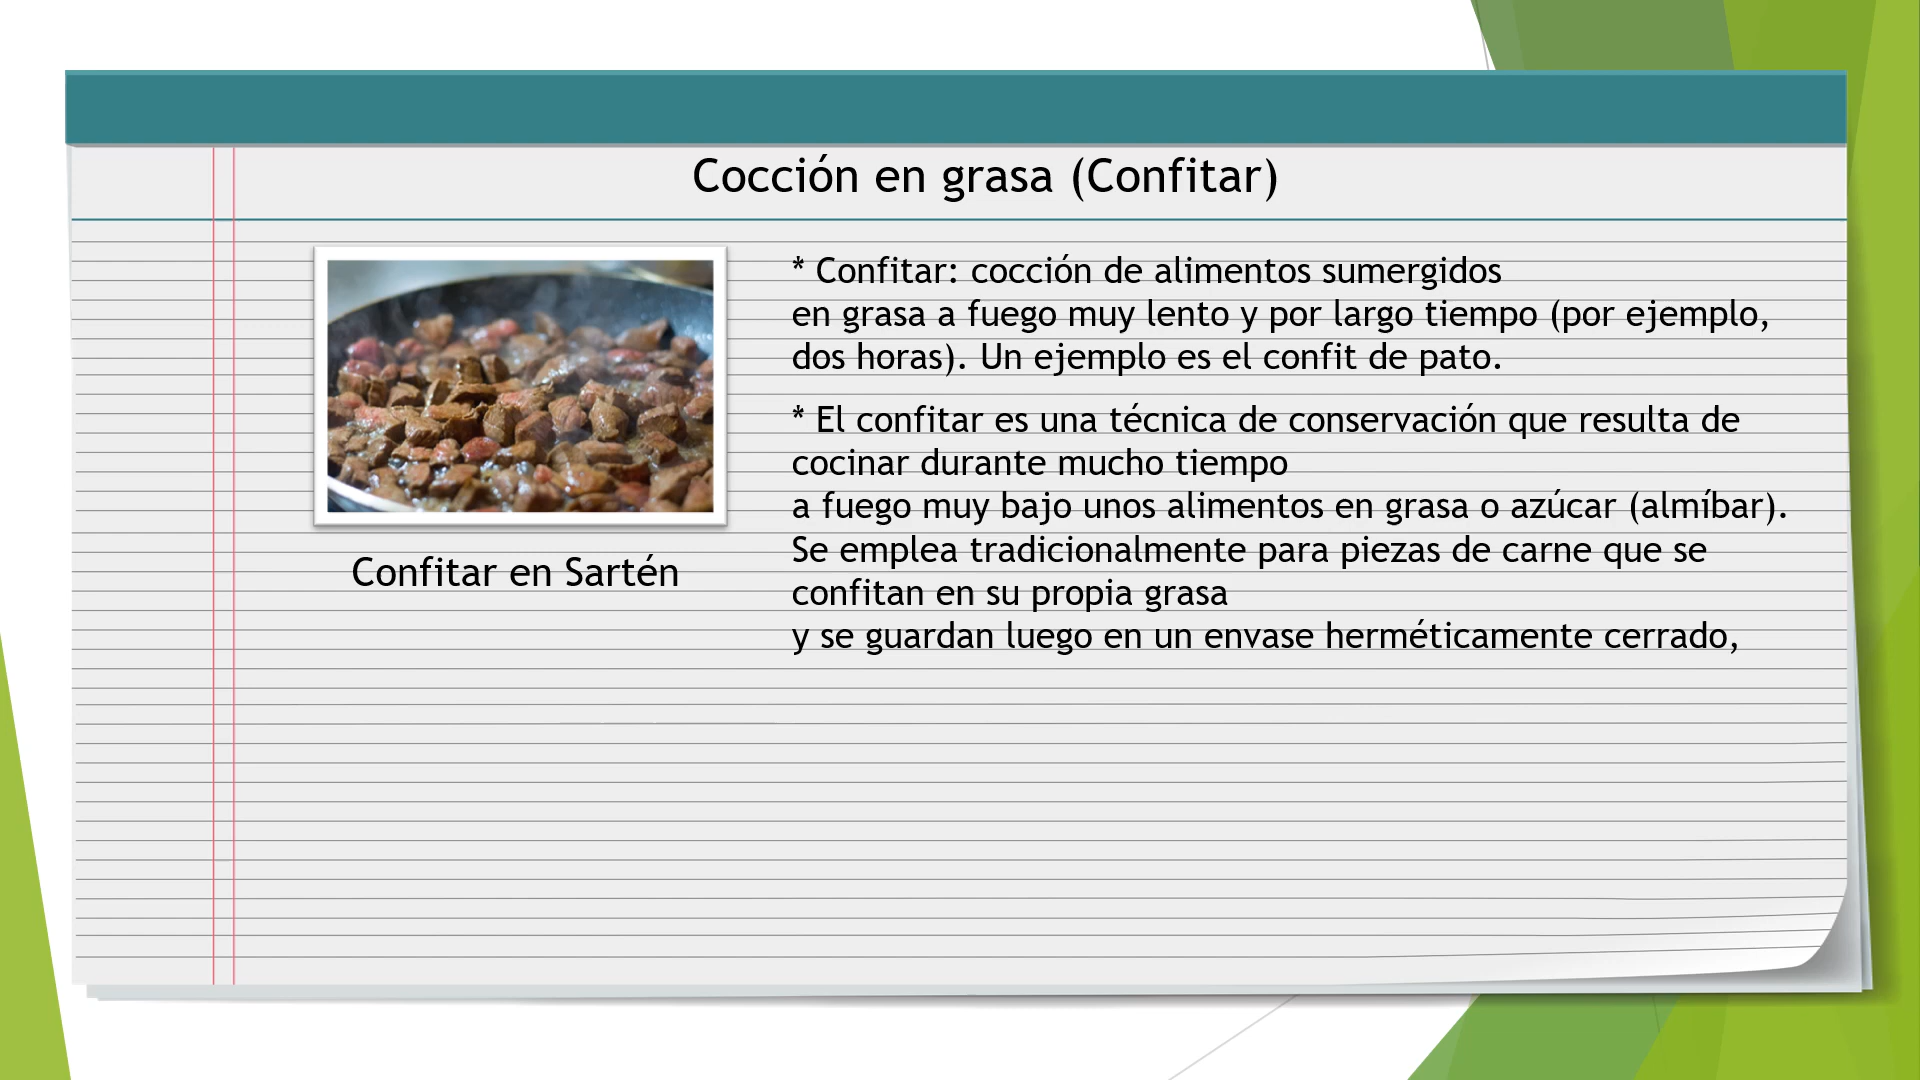 Cocción en grasa (Confitar)
* Confitar: cocción de alimentos sumergidos
en grasa a fuego muy lento y por largo tiempo (por ejemplo,
dos horas). Un ejemplo es el confit de pato.
* El confitar es una técnica de conservación que resulta de
cocinar durante mucho tiempo
a fuego muy bajo unos alimentos en grasa o azúcar (almíbar).
Se emplea tradicionalmente para piezas de carne que se
confitan en su propia grasa
y se guardan luego en un envase herméticamente cerrado,
Confitar en Sartén